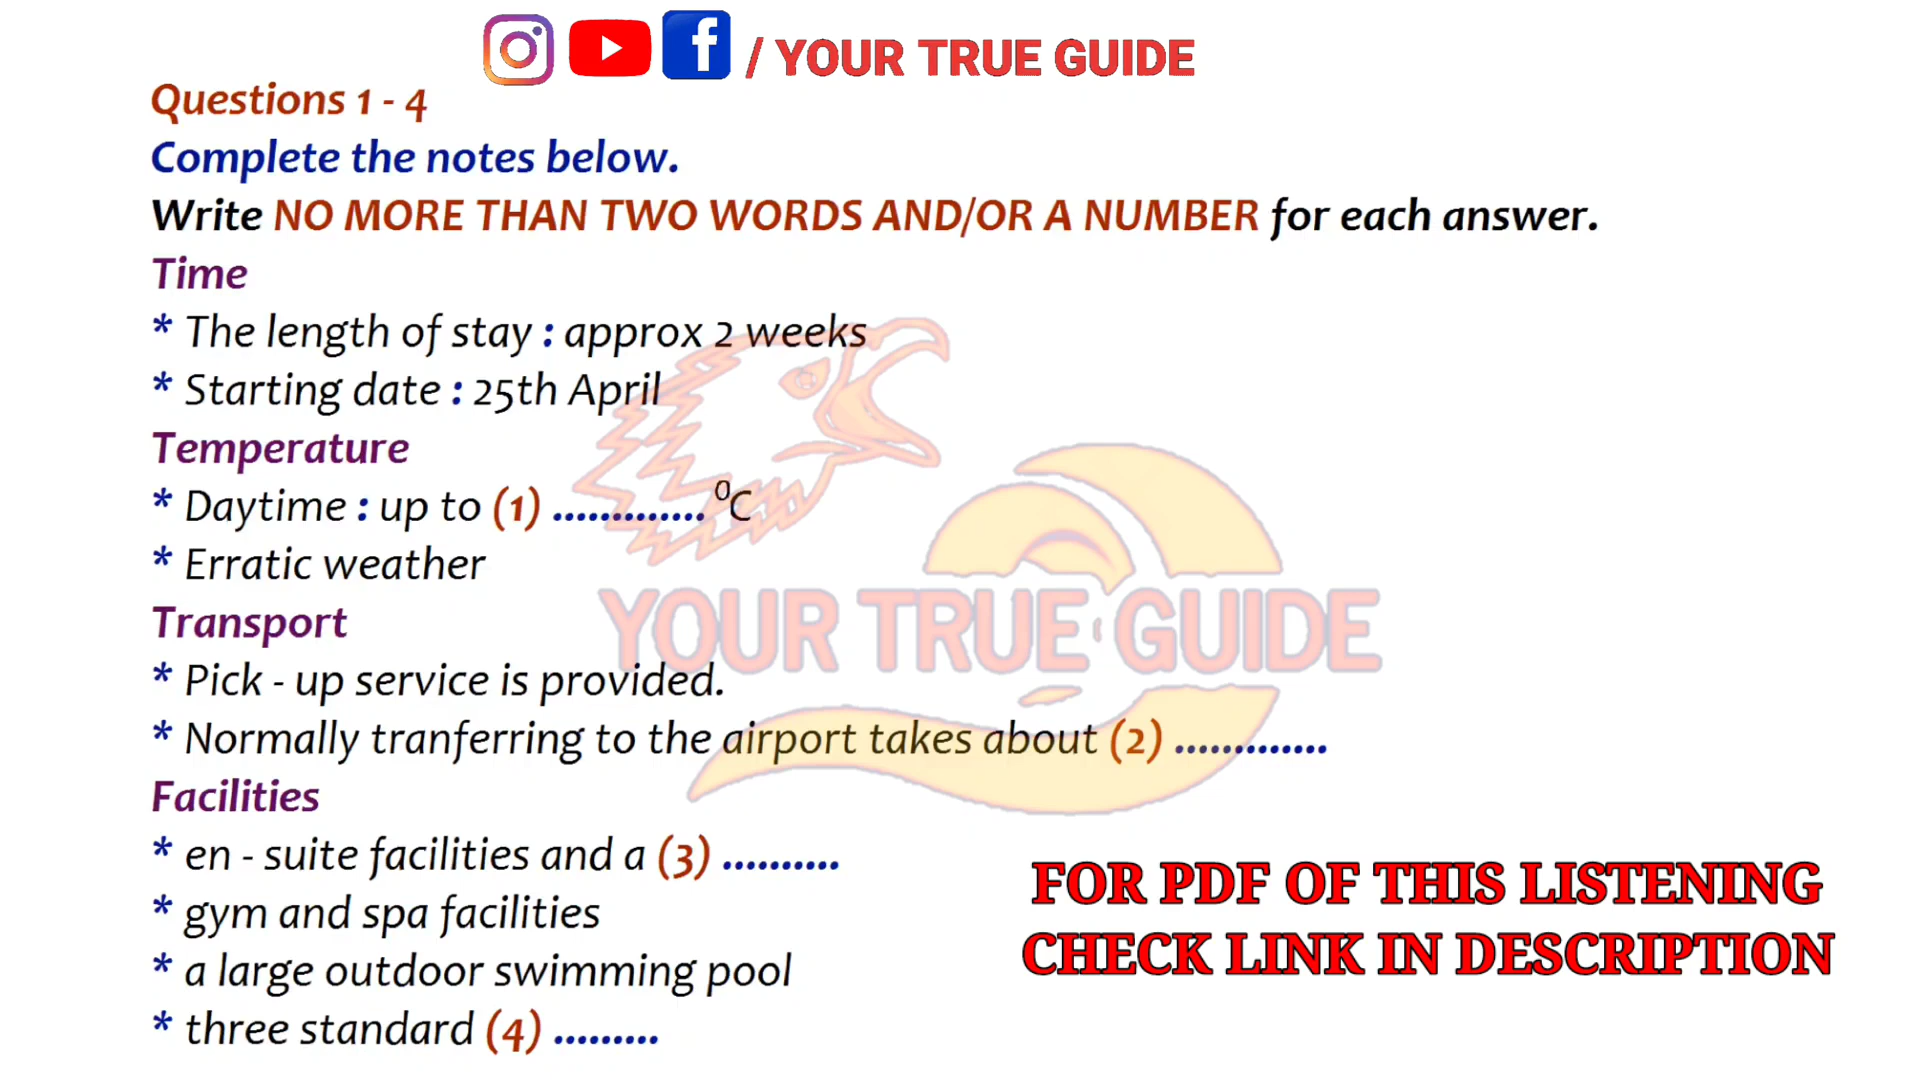 / YOUR TRUE GUIDE
Questions 1 - 4
Complete the notes below.
Write NO MORE THAN TWO WORDS AND/OR A NUMBER for each answer.
Time
* The length of stay : approx 2 weeks
* Starting date : 25th April
Temperature
* Daytime : up to (1) ............. ⁰C
* Erratic weather
Transport
YOUR TRUE GUIDE
* Pick - up service is provided.
* Normally tranferring to the airport takes about (2) .............
Facilities
* en - suite facilities and a (3) ..........
* gym and spa facilities
* a large outdoor swimming pool
* three standard (4) .........
FOR PDF OF THIS LISTENING
CHECK LINK IN DESCRIPTION